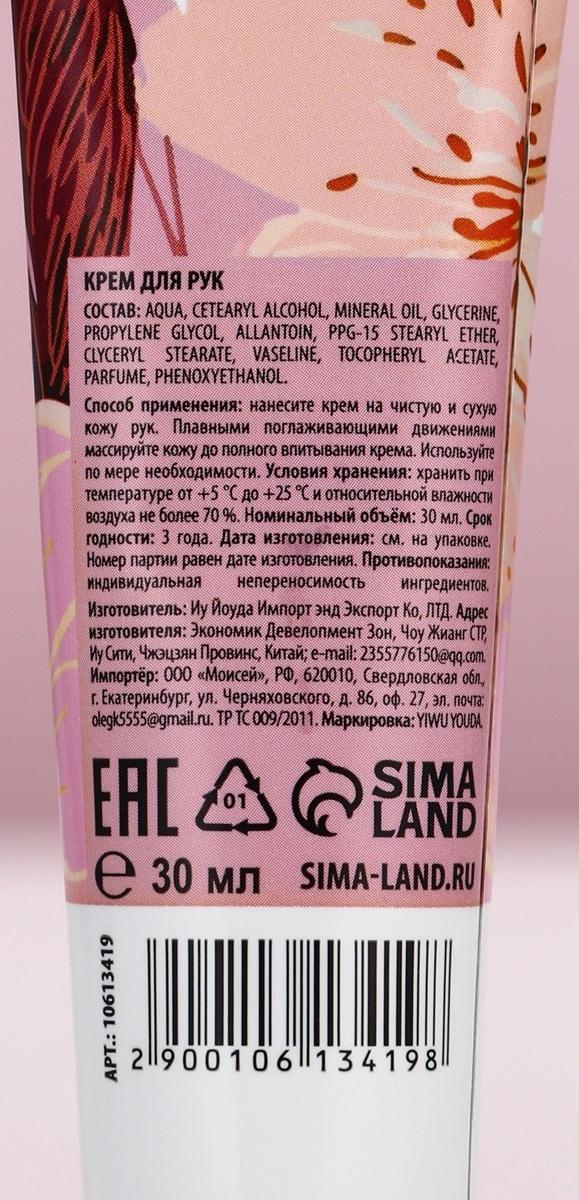 КРЕМ ДЛЯ РУК
СОСТАВ: AQUA, CETEARYL ALCOHOL, MINERAL OIL, GLYCERINE,
PROPYLENE GLYCOL, ALLANTOIN, PPG-15 STEARYL ETHER,
CLYCERYL STEARATE, VASELINE, TOCOPHERYL ACETATE,
PARFUME, PHENOXYETHANOL.
Способ применения: нанесите крем на чистую и сухую
кожу рук. Плавными поглаживающими движениями
массируйте кожу до полного впитывания крема. Используйте
по мере необходимости. Условия хранения: хранить при
температуре от +5 °С до +25 °С и относительной влажности
воздуха не более 70 %. Номинальный объём: 30 мл. Срок
годности: 3 года. Дата изготовления: см. на упаковке.
Номер партии равен дате изготовления. Противопоказания:
индивидуальная непереносимость ингредиентов.
Изготовитель: Иу Йоуда Импорт энд Экспорт Ко, ЛТД. Адрес
изготовителя: Экономик Девелопмент Зон, Чоу Жианг СТР,
Иу Сити, Чжэцзян Провинс, Китай; e-mail: 2355776150@qq.com.
Импортёр: ООО «Моисей», РФ, 620010, Свердловская обл.,
г. Екатеринбург, ул. Черняховского, д. 86, оф. 27, эл. почта:
olegk5555@gmail.ru. ТР ТС 009/2011. Маркировка: YIWU YOUDA.
EAC
01
SIMA
LAND
℮ 30 мл
SIMA-LAND.RU
АРТ.: 10613419
2 900106 134198